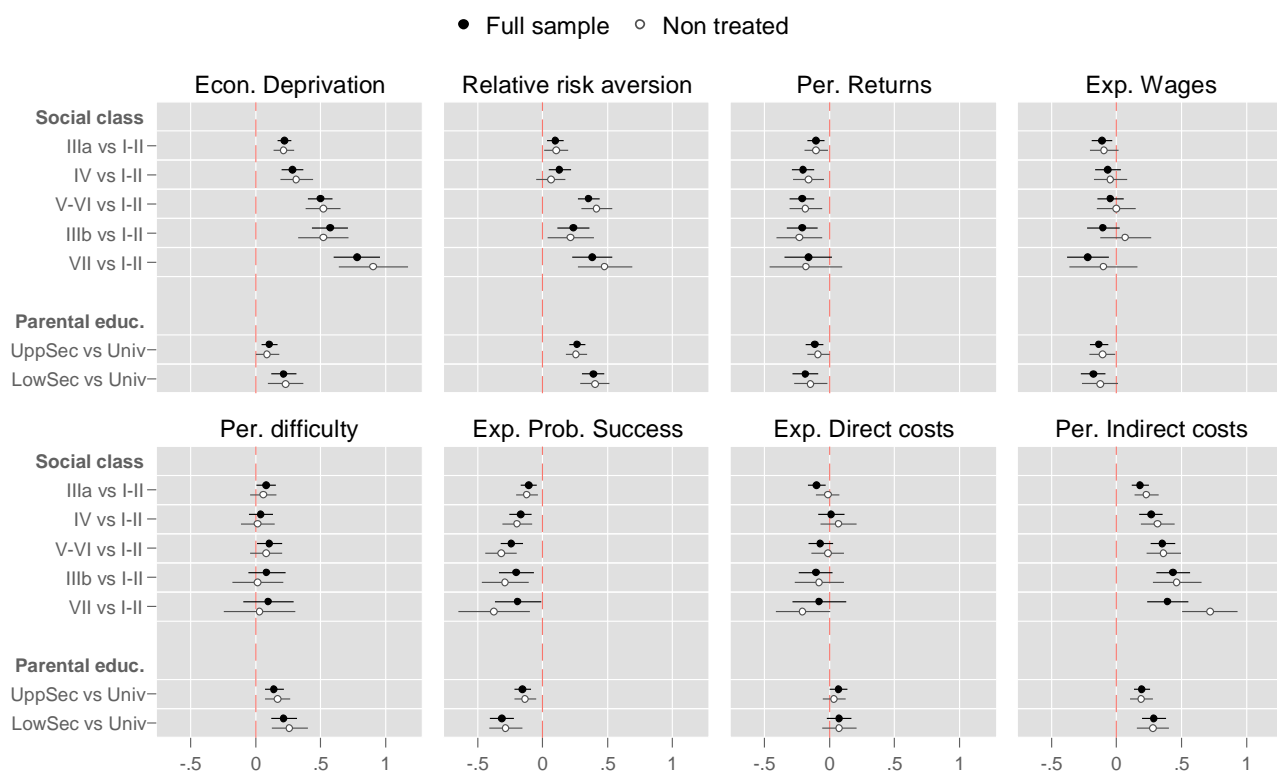 Full sample Non treated
Econ. Deprivation Relative risk aversion Per. Returns Exp. Wages
Social class
IIIa vs I-II
IV vs I-II
V-VI vs I-II
IIIb vs I-II
VII vs I-II
Parental educ.
UppSec vs Univ
LowSec vs Univ
Per. difficulty Exp. Prob. Success Exp. Direct costs Per. Indirect costs
Social class
IIIa vs I-II
IV vs I-II
V-VI vs I-II
IIIb vs I-II
VII vs I-II
Parental educ.
UppSec vs Univ
LowSec vs Univ
-.5 0 .5 1 -.5 0 .5 1 -.5 0 .5 1 -.5 0 .5 1